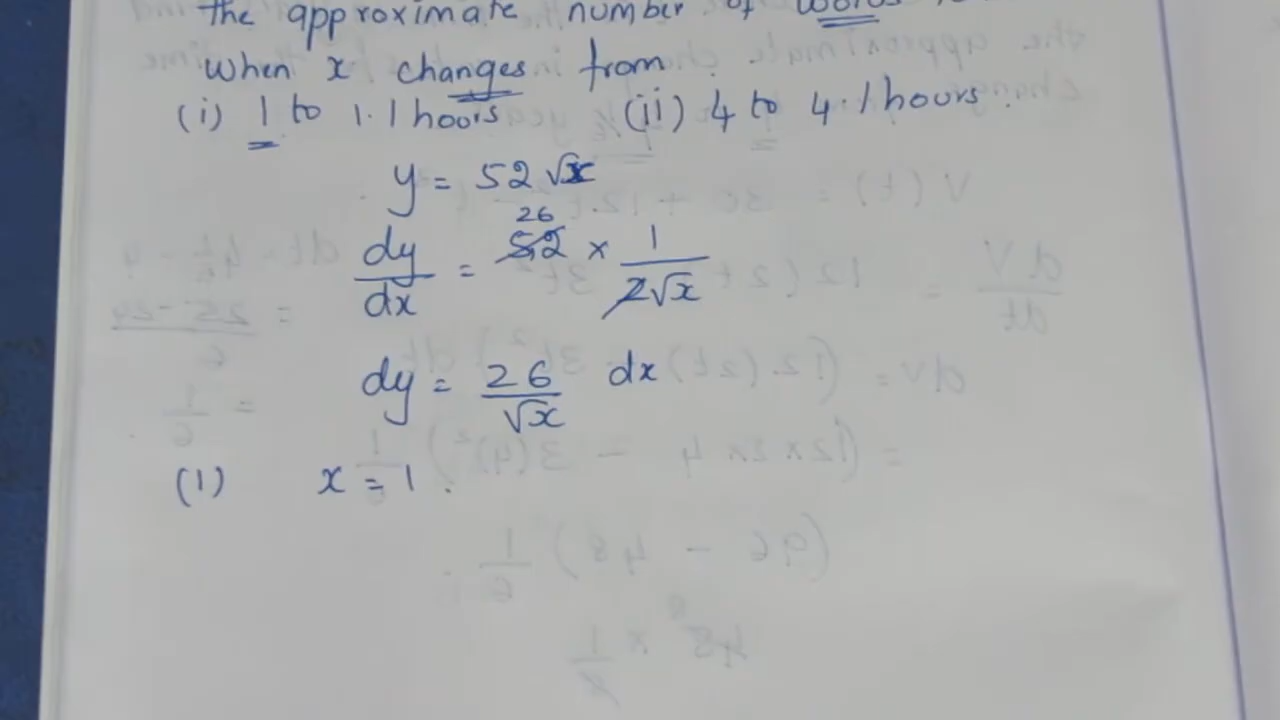 the approximate number of words
when x changes from
(i) 1 to 1.1 hours (ii) 4 to 4.1 hours.
y = 52 √x
26
dy/dx = 52 × 1/2√x
dy = 26/√x dx
(1) x = 1.